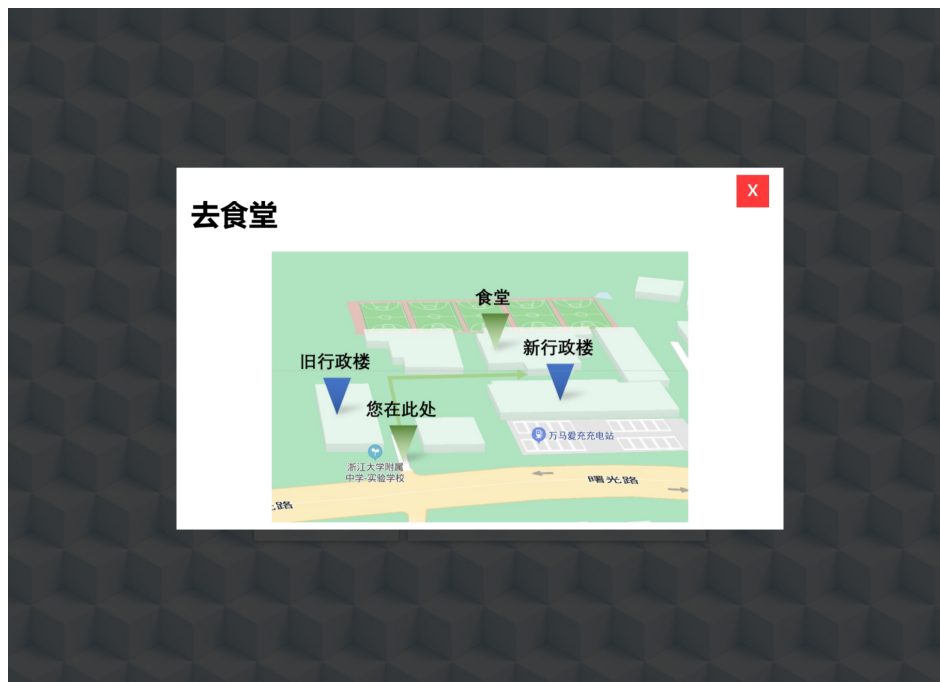 X
去食堂
食堂
新行政楼
旧行政楼
您在此处
万马爱充充电站
浙江大学附属
中学-实验学校
曙光路
光路